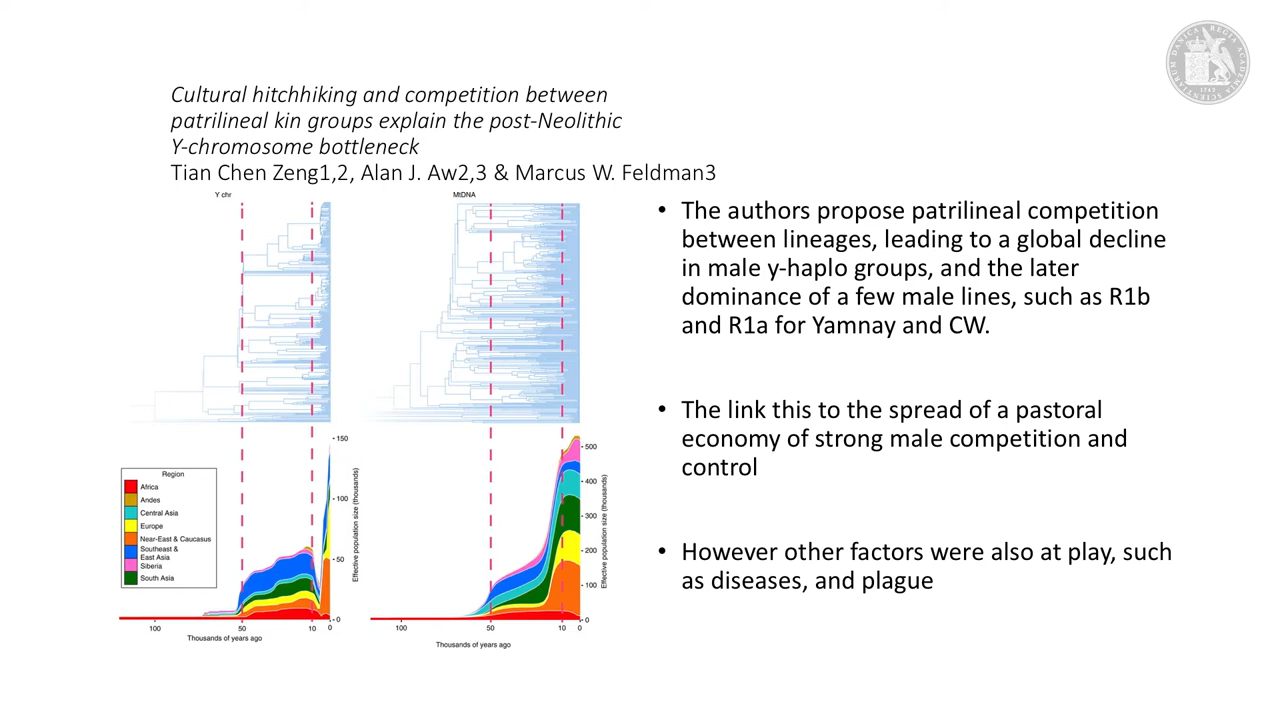 Cultural hitchhiking and competition between
patrilineal kin groups explain the post-Neolithic
Y-chromosome bottleneck
Tian Chen Zeng1,2, Alan J. Aw2,3 & Marcus W. Feldman3
Y chr
MtDNA
• The authors propose patrilineal competition
between lineages, leading to a global decline
in male y-haplo groups, and the later
dominance of a few male lines, such as R1b
and R1a for Yamnay and CW.
• The link this to the spread of a pastoral
economy of strong male competition and
control
• However other factors were also at play, such
as diseases, and plague
Region
Africa
Andes
Central Asia
Europe
Near-East & Caucasus
Southeast &
East Asia
Siberia
South Asia
150
100
50
0
Effective population size (thousands)
100
50
10
0
Thousands of years ago
500
400
300
200
100
0
Effective population size (thousands)
100
50
10
0
Thousands of years ago
REGIA ACADEMIA SCIENTIARUM DANICA
1742